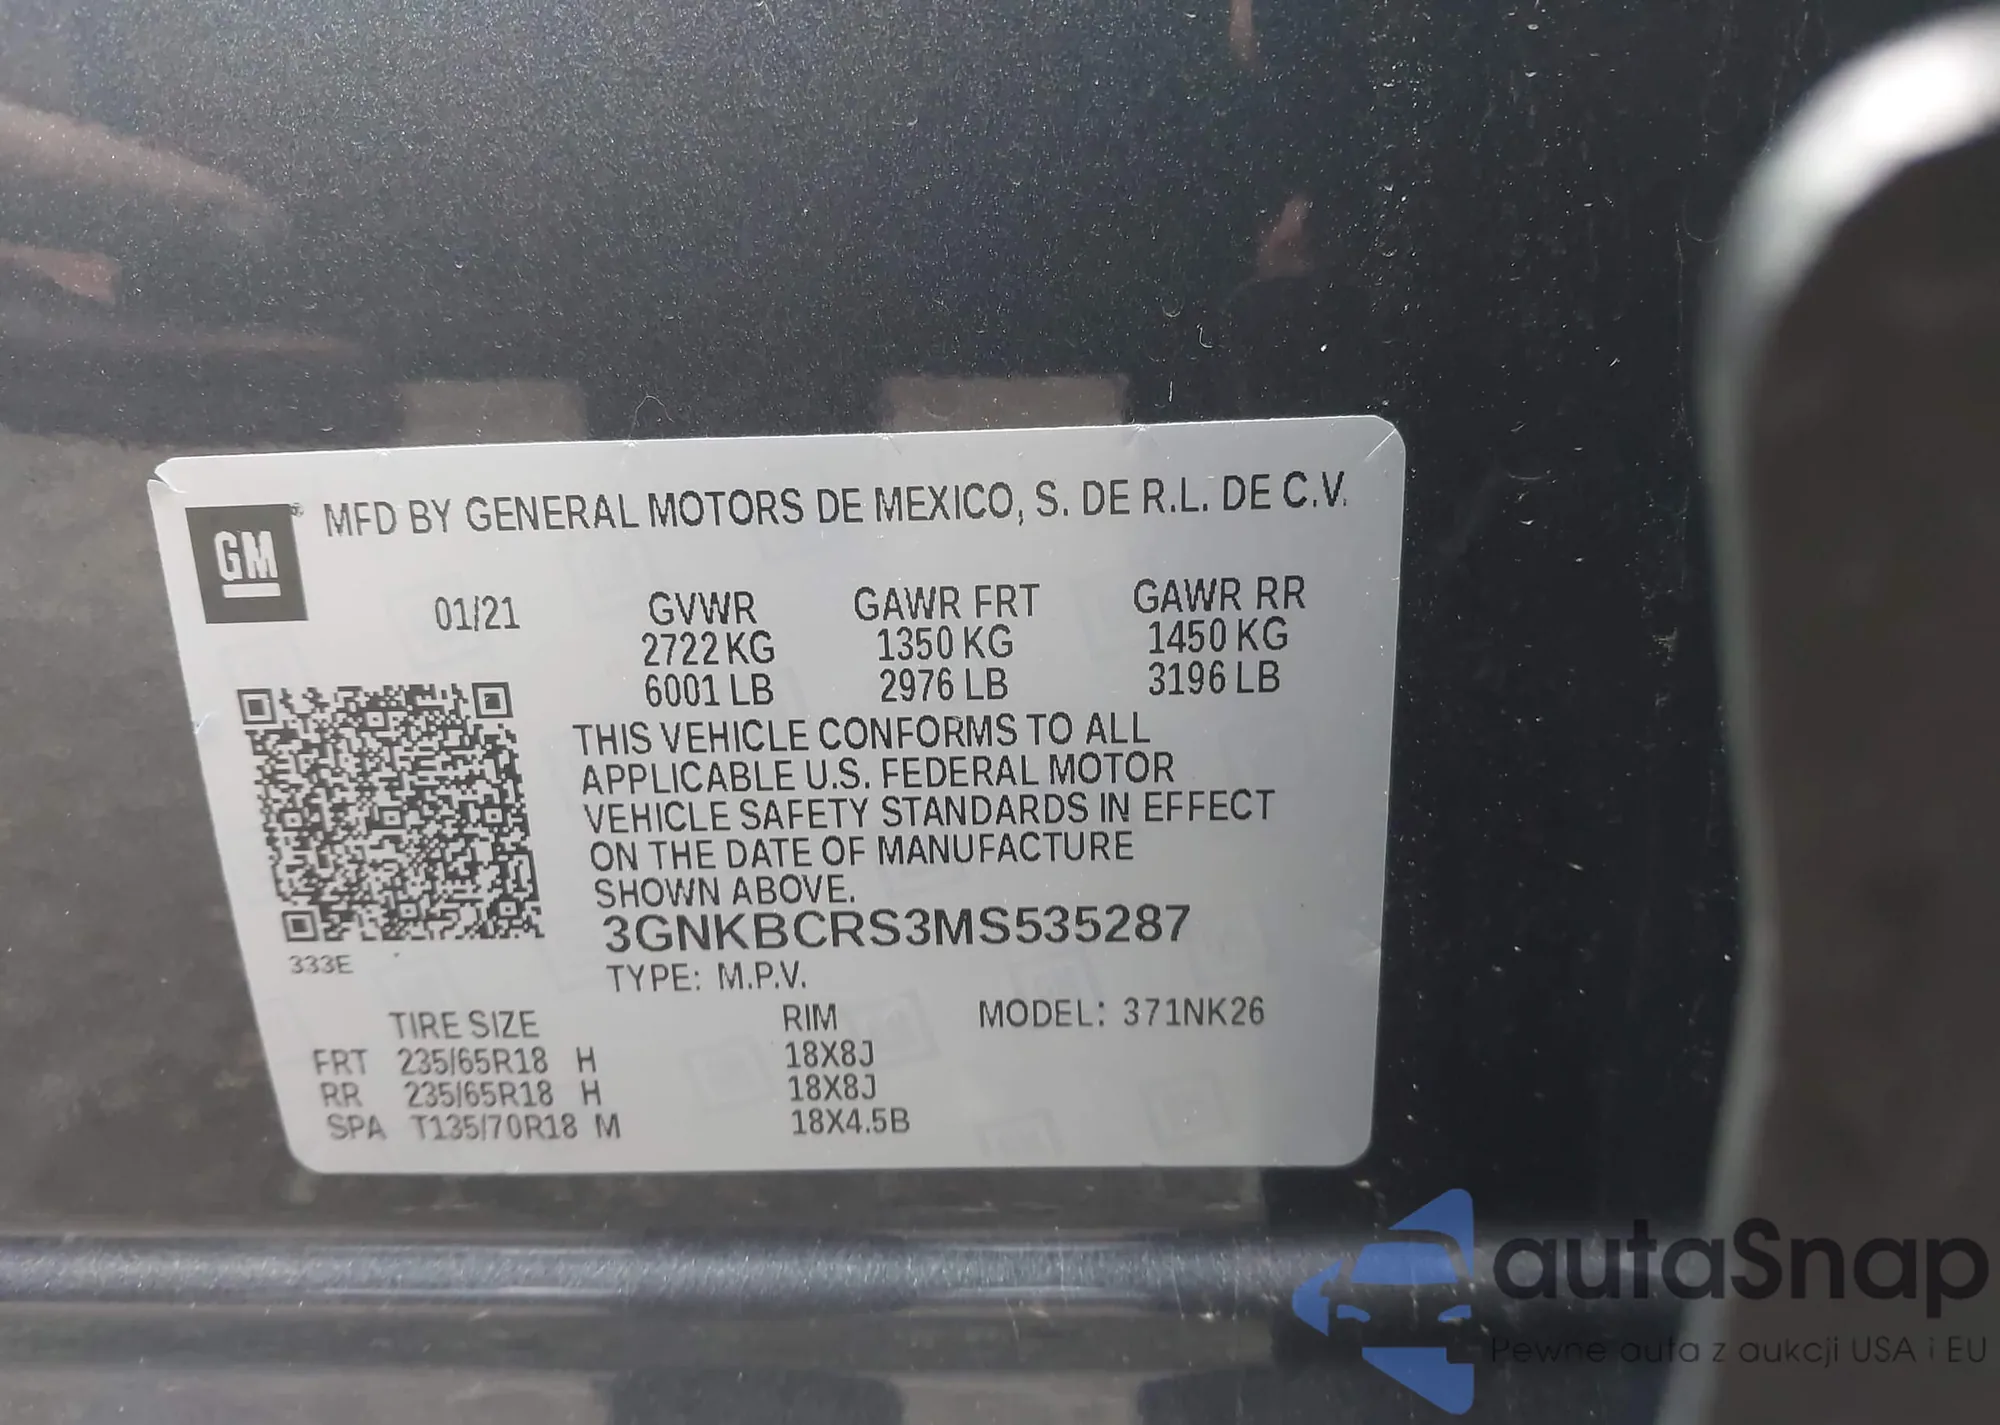 GM
MFD BY GENERAL MOTORS DE MEXICO, S. DE R.L. DE C.V.
01/21 GVWR GAWR FRT GAWR RR
2722 KG 1350 KG 1450 KG
6001 LB 2976 LB 3196 LB
THIS VEHICLE CONFORMS TO ALL
APPLICABLE U.S. FEDERAL MOTOR
VEHICLE SAFETY STANDARDS IN EFFECT
ON THE DATE OF MANUFACTURE
SHOWN ABOVE.
3GNKBCRS3MS535287
333E
TYPE: M.P.V.
TIRE SIZE RIM MODEL: 371NK26
FRT 235/65R18 H 18X8J
RR 235/65R18 H 18X8J
SPA T135/70R18 M 18X4.5B
autaSnap
Pewne auta z aukcji USA i EU